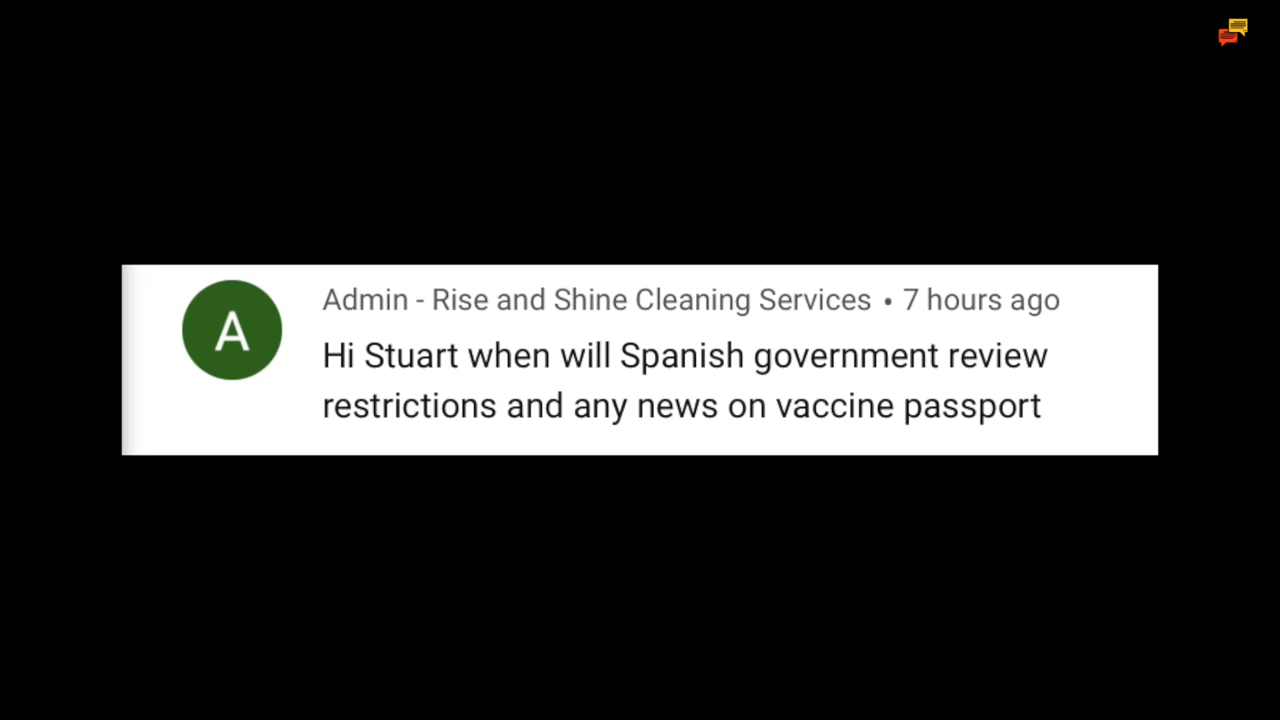 A
Admin - Rise and Shine Cleaning Services • 7 hours ago
Hi Stuart when will Spanish government review
restrictions and any news on vaccine passport